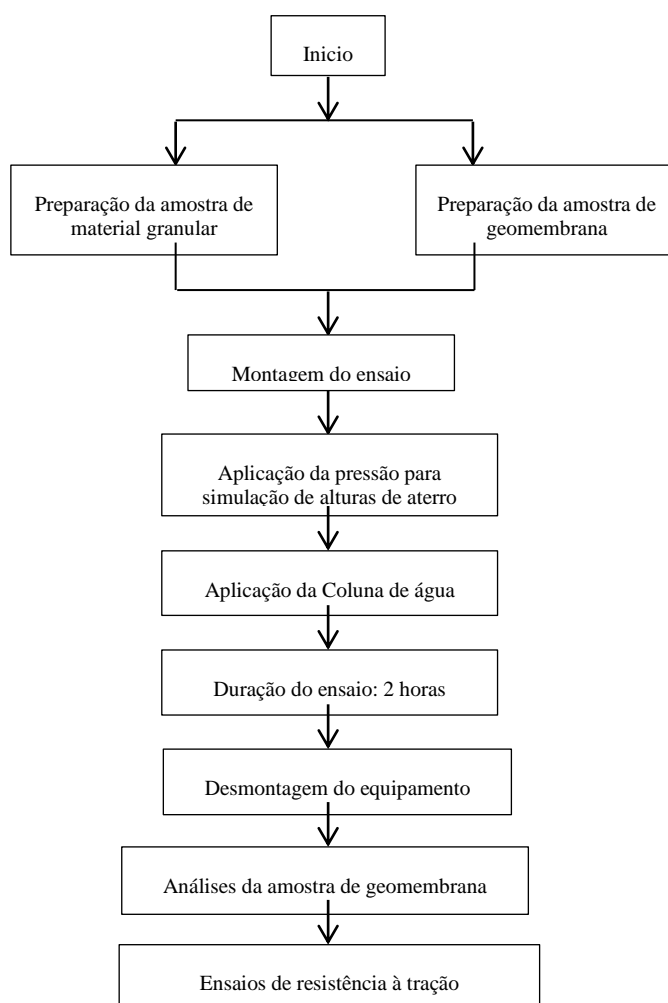 Inicio
Preparação da amostra de
material granular
Preparação da amostra de
geomembrana
Montagem do ensaio
Aplicação da pressão para
simulação de alturas de aterro
Aplicação da Coluna de água
Duração do ensaio: 2 horas
Desmontagem do equipamento
Análises da amostra de geomembrana
Ensaios de resistência à tração